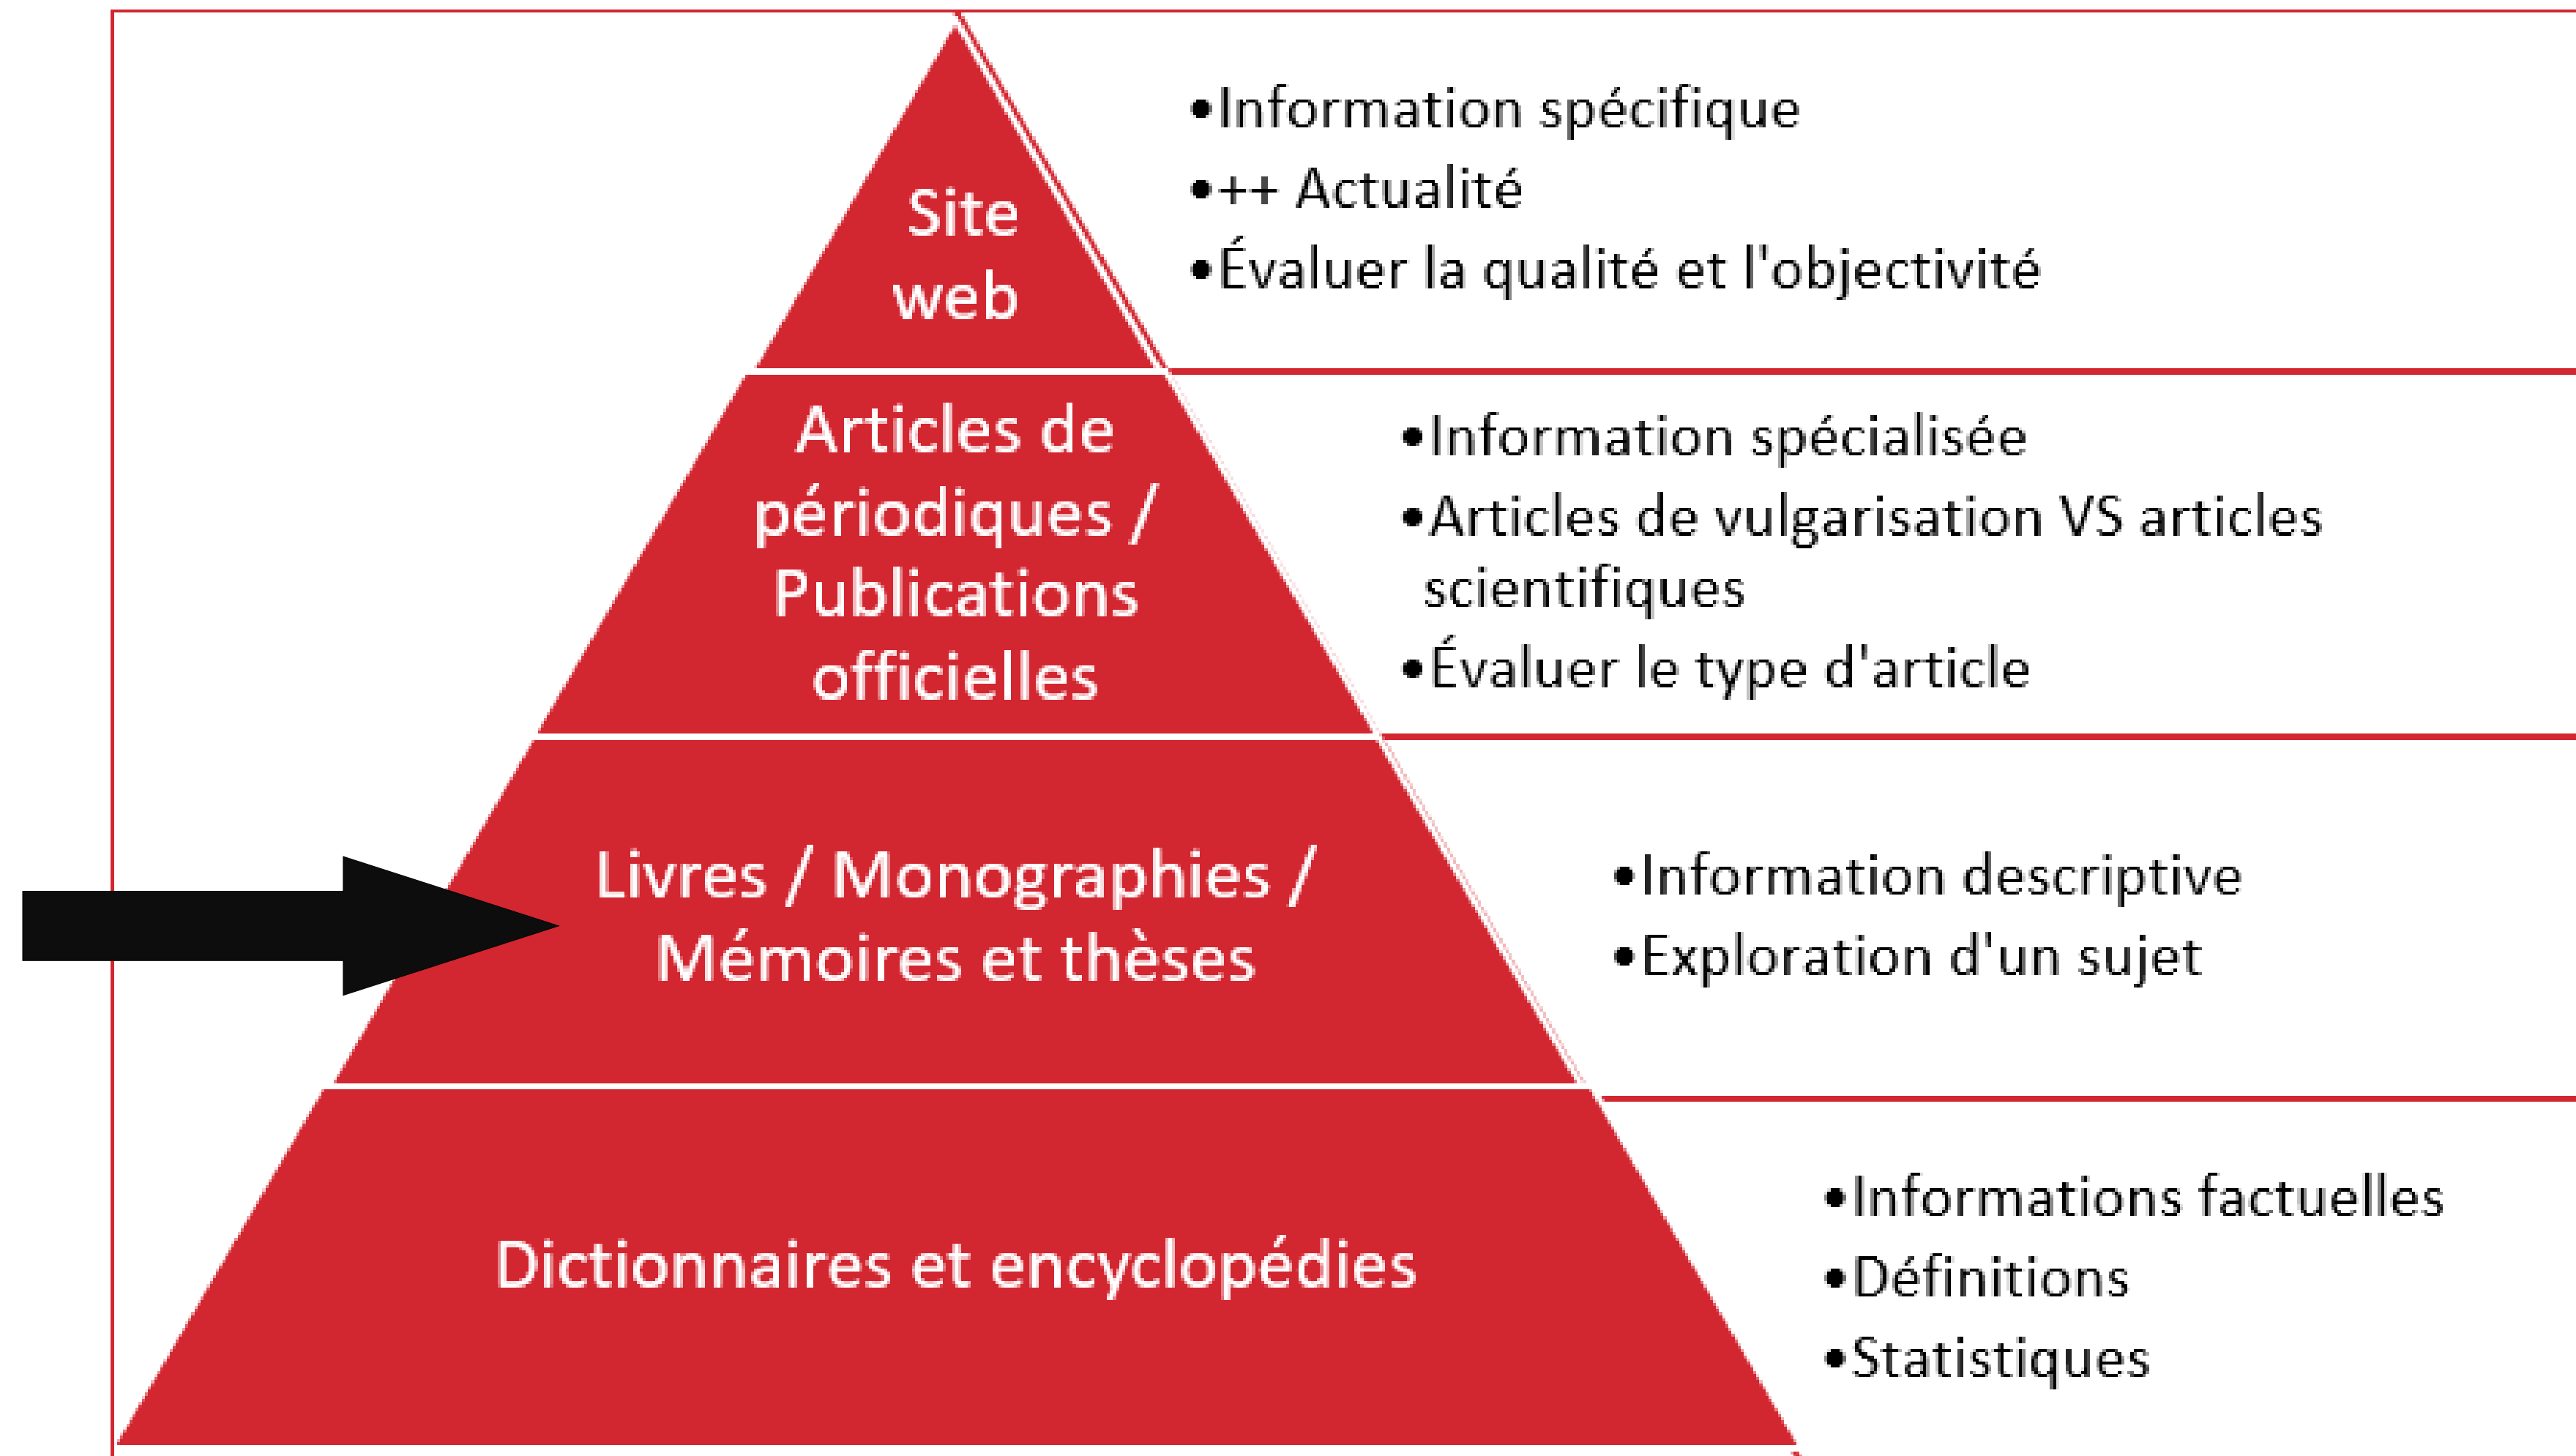 Site
web
•Information spécifique
•++ Actualité
•Évaluer la qualité et l'objectivité
Articles de
périodiques /
Publications
officielles
•Information spécialisée
•Articles de vulgarisation VS articles
scientifiques
•Évaluer le type d'article
Livres / Monographies /
Mémoires et thèses
•Information descriptive
•Exploration d'un sujet
Dictionnaires et encyclopédies
•Informations factuelles
•Définitions
•Statistiques